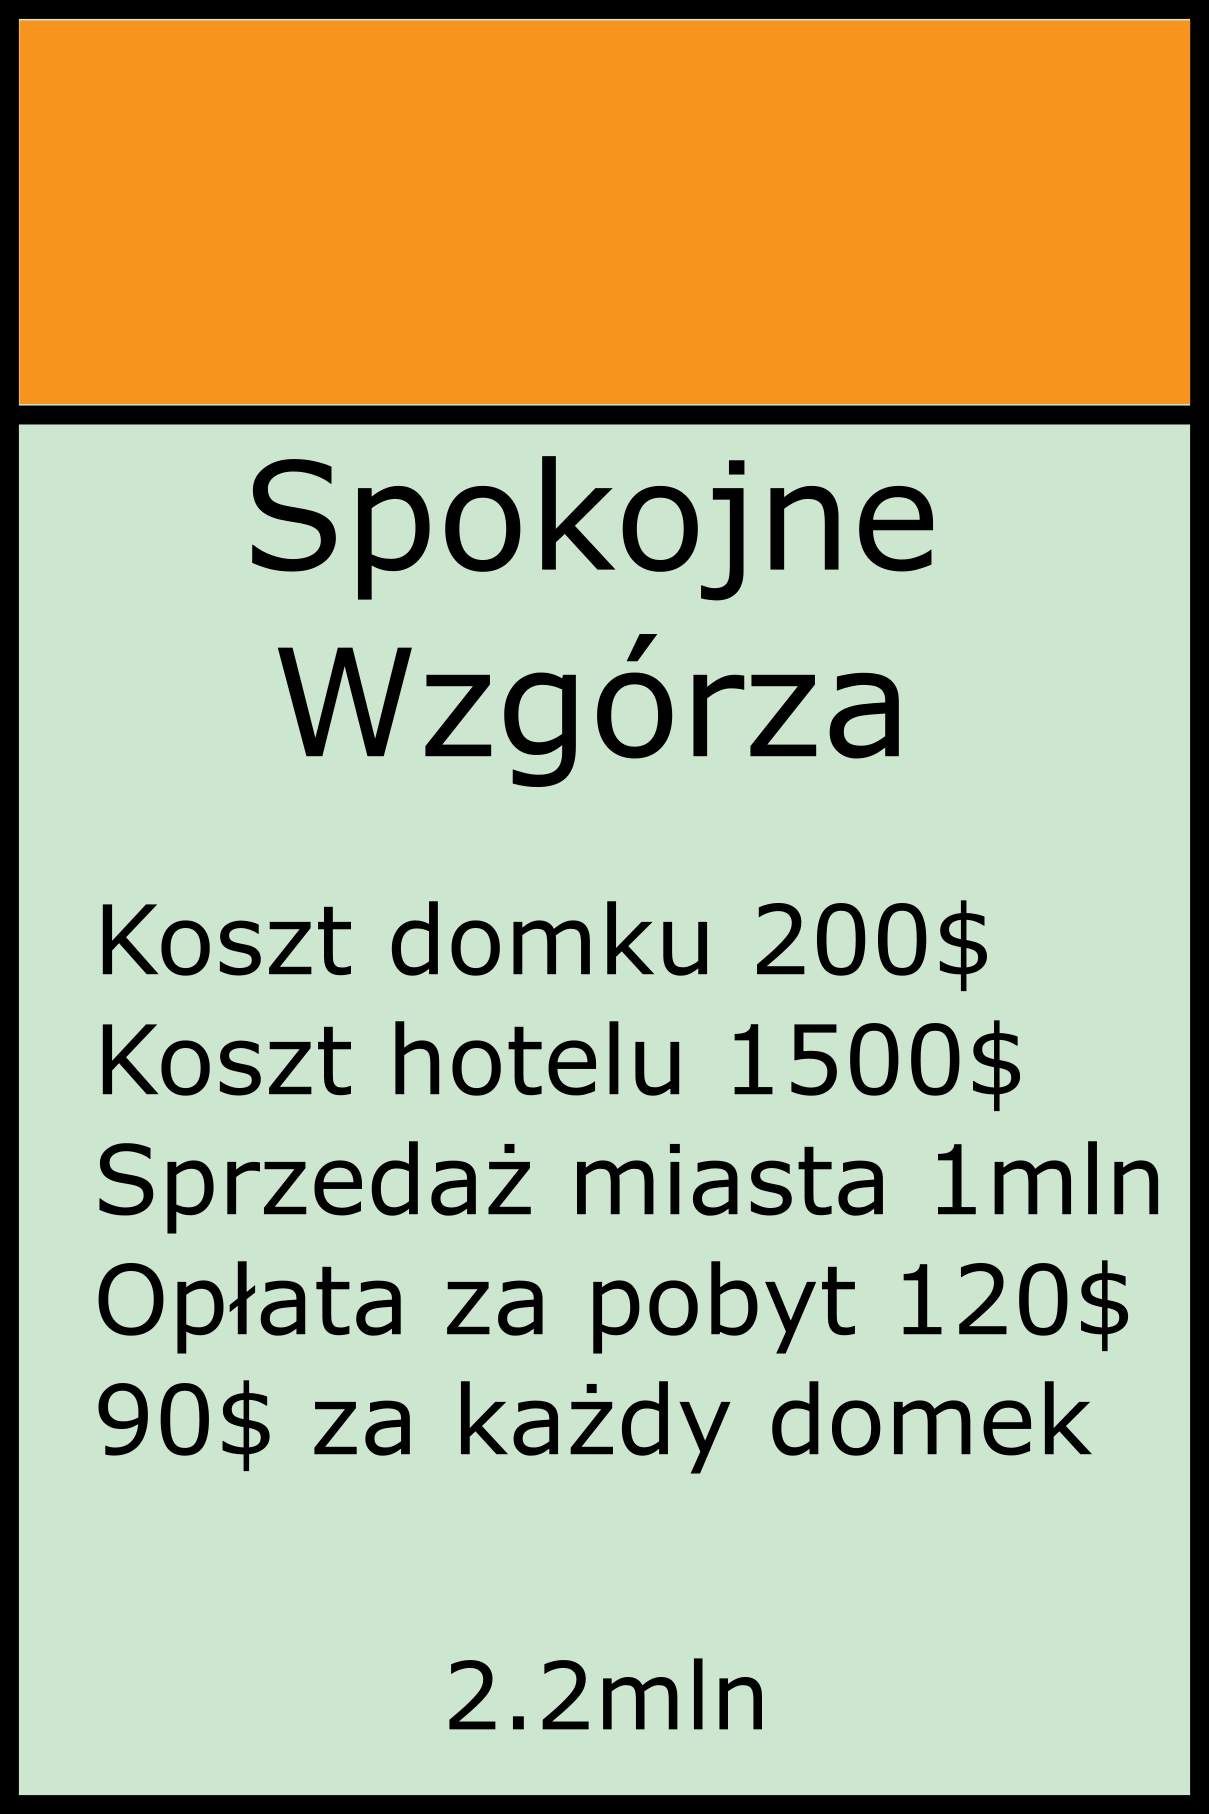 Spokojne
Wzgórza
Koszt domku 200$
Koszt hotelu 1500$
Sprzedaż miasta 1mln
Opłata za pobyt 120$
90$ za każdy domek
2.2mln